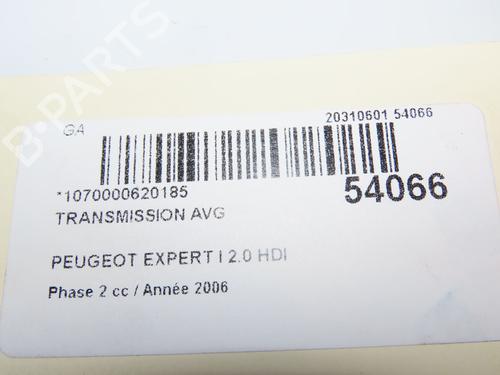 20310601 54066
GA
*1070000620185
54066
TRANSMISSION AVG
PEUGEOT EXPERT I 2.0 HDI
Phase 2 cc / Année 2006
B-PARTS